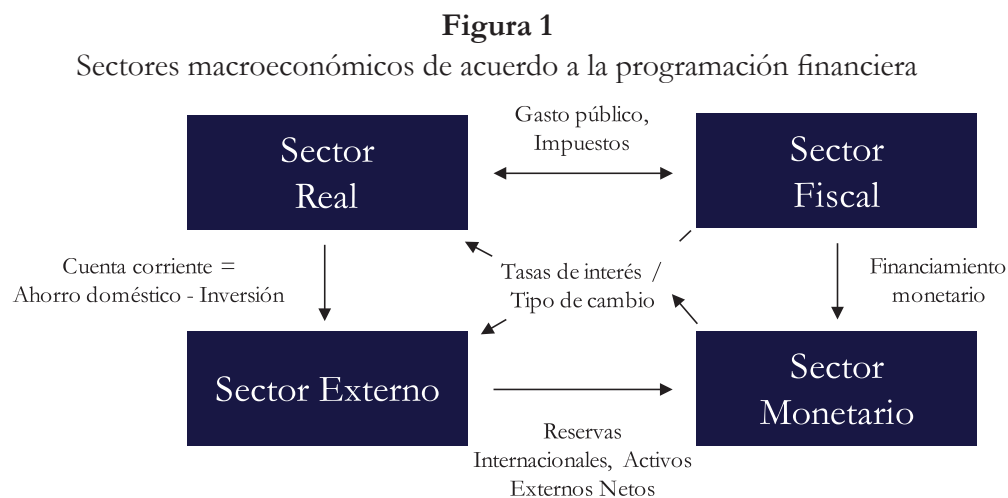 Figura 1
Sectores macroeconómicos de acuerdo a la programación financiera
Gasto público,
Impuestos
Sector
Real
Sector
Fiscal
Cuenta corriente =
Ahorro doméstico - Inversión
Tasas de interés /
Tipo de cambio
Financiamiento
monetario
Sector Externo
Sector
Monetario
Reservas
Internacionales, Activos
Externos Netos